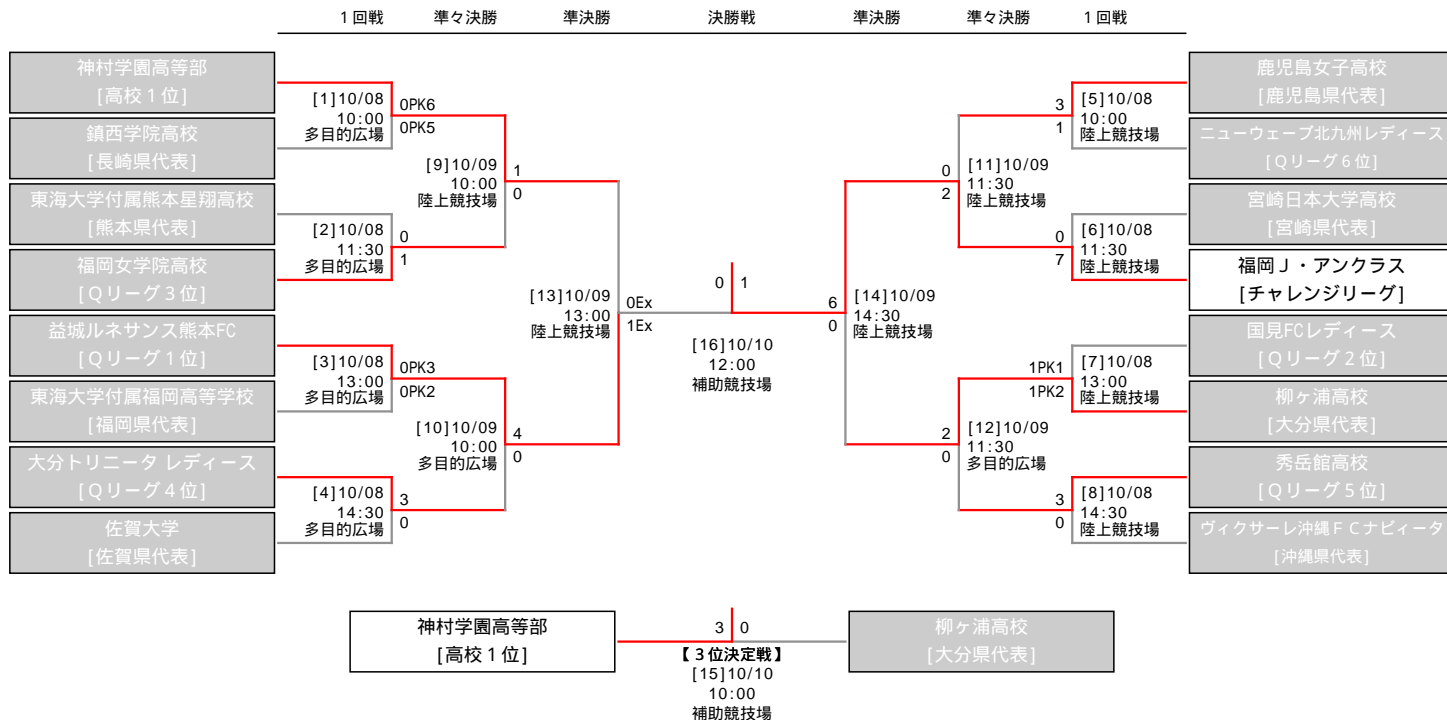 1回戦 準々決勝 準決勝 決勝戦 準決勝 準々決勝 1回戦
神村学園高等部
[高校1位]
鎮西学院高校
[長崎県代表]
東海大学付属熊本星翔高校
[熊本県代表]
福岡女学院高校
[Qリーグ3位]
益城ルネサンス熊本FC
[Qリーグ1位]
東海大学付属福岡高等学校
[福岡県代表]
大分トリニータ レディース
[Qリーグ4位]
佐賀大学
[佐賀県代表]
[1]10/08
10:00
多目的広場
0PK6
0PK5
[2]10/08
11:30
多目的広場
0
1
[3]10/08
13:00
多目的広場
0PK3
0PK2
[4]10/08
14:30
多目的広場
3
0
[9]10/09
10:00
陸上競技場
1
0
[10]10/09
10:00
多目的広場
4
0
[13]10/09
13:00
陸上競技場
0Ex
1Ex
0 1
[16]10/10
12:00
補助競技場
6
0
[14]10/09
14:30
陸上競技場
0
2
[11]10/09
11:30
陸上競技場
2
0
[12]10/09
11:30
多目的広場
3
1
[5]10/08
10:00
陸上競技場
0
7
[6]10/08
11:30
陸上競技場
1PK1
1PK2
[7]10/08
13:00
陸上競技場
3
0
[8]10/08
14:30
陸上競技場
鹿児島女子高校
[鹿児島県代表]
ニューウェーブ北九州レディース
[Qリーグ6位]
宮崎日本大学高校
[宮崎県代表]
福岡J・アンクラス
[チャレンジリーグ]
国見FCレディース
[Qリーグ2位]
柳ヶ浦高校
[大分県代表]
秀岳館高校
[Qリーグ5位]
ヴィクサーレ沖縄FCナビィータ
[沖縄県代表]
神村学園高等部
[高校1位]
3 0
【3位決定戦】
[15]10/10
10:00
補助競技場
柳ヶ浦高校
[大分県代表]